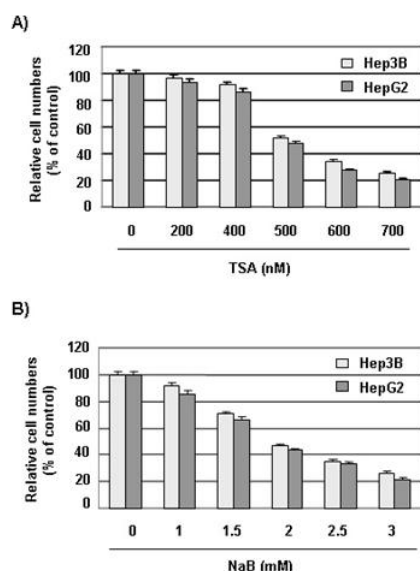 A)
Relative cell numbers
(% of control)
120
100
80
60
40
20
0
Hep3B
HepG2
0 200 400 500 600 700
TSA (nM)
B)
Relative cell numbers
(% of control)
120
100
80
60
40
20
0
Hep3B
HepG2
0 1 1.5 2 2.5 3
NaB (mM)